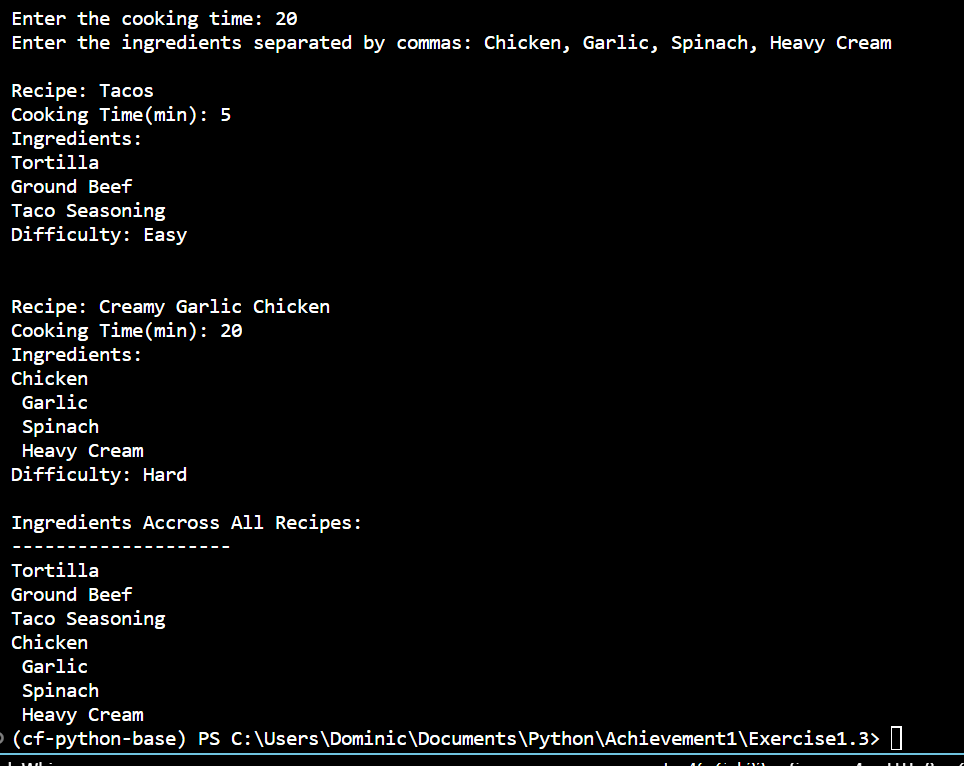 Enter the cooking time: 20
Enter the ingredients separated by commas: Chicken, Garlic, Spinach, Heavy Cream
Recipe: Tacos
Cooking Time(min): 5
Ingredients:
Tortilla
Ground Beef
Taco Seasoning
Difficulty: Easy
Recipe: Creamy Garlic Chicken
Cooking Time(min): 20
Ingredients:
Chicken
 Garlic
 Spinach
 Heavy Cream
Difficulty: Hard
Ingredients Accross All Recipes:
--------------------
Tortilla
Ground Beef
Taco Seasoning
Chicken
 Garlic
 Spinach
 Heavy Cream
(cf-python-base) PS C:\Users\Dominic\Documents\Python\Achievement1\Exercise1.3>